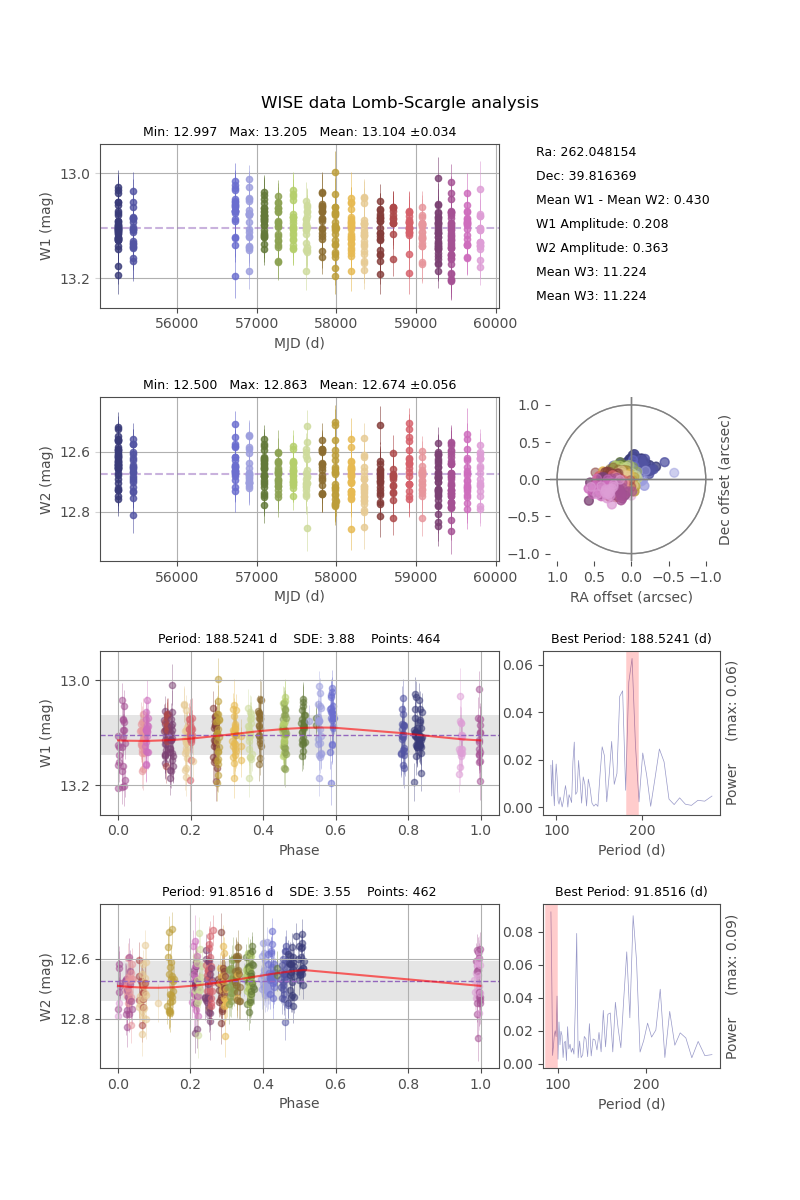 WISE data Lomb-Scargle analysis
Min: 12.997   Max: 13.205   Mean: 13.104 ±0.034
13.0
13.2
W1 (mag)
56000 57000 58000 59000 60000
MJD (d)
Ra: 262.048154
Dec: 39.816369
Mean W1 - Mean W2: 0.430
W1 Amplitude: 0.208
W2 Amplitude: 0.363
Mean W3: 11.224
Mean W3: 11.224
Min: 12.500   Max: 12.863   Mean: 12.674 ±0.056
12.6
12.8
W2 (mag)
56000 57000 58000 59000 60000
MJD (d)
1.0
0.5
0.0
−0.5
−1.0
1.0 0.5 0.0 −0.5 −1.0
RA offset (arcsec)
Dec offset (arcsec)
Period: 188.5241 d    SDE: 3.88    Points: 464
13.0
13.2
W1 (mag)
0.0 0.2 0.4 0.6 0.8 1.0
Phase
Best Period: 188.5241 (d)
0.06
0.04
0.02
0.00
100 200
Period (d)
Power    (max: 0.06)
Period: 91.8516 d    SDE: 3.55    Points: 462
12.6
12.8
W2 (mag)
0.0 0.2 0.4 0.6 0.8 1.0
Phase
Best Period: 91.8516 (d)
0.08
0.06
0.04
0.02
0.00
100 200
Period (d)
Power    (max: 0.09)